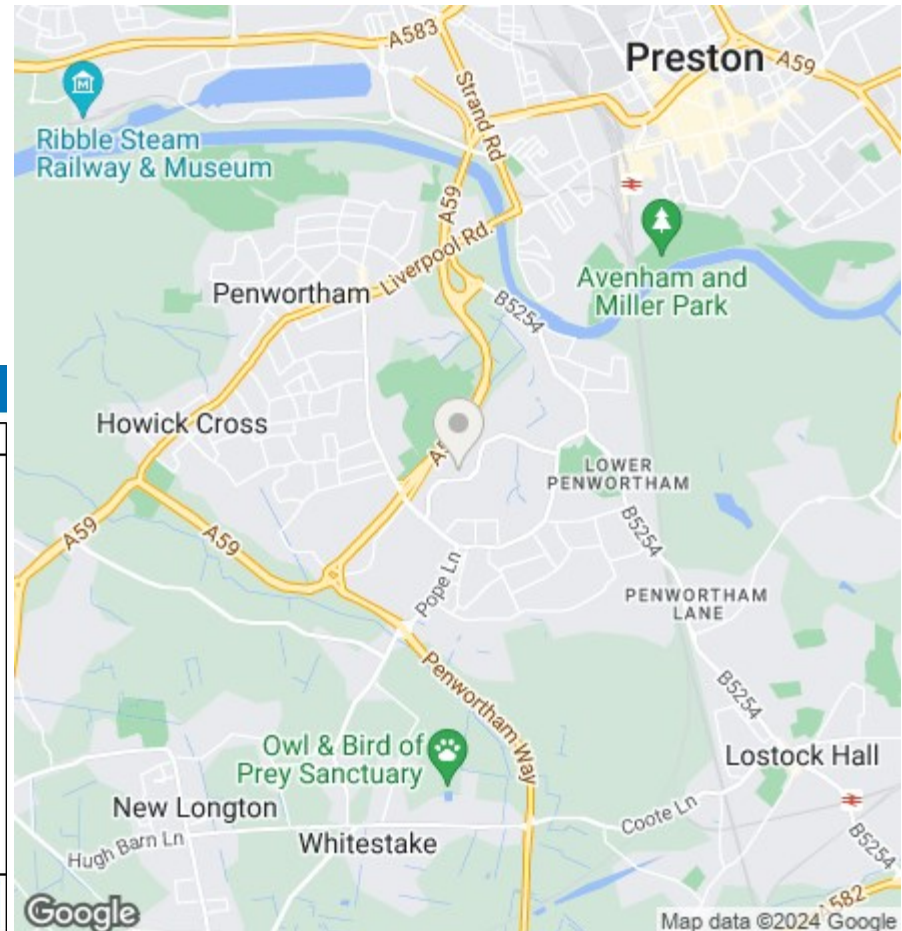 A583
Preston
A59
Strand Rd
Ribble Steam
Railway & Museum
A59
Liverpool Rd.
Avenham and
Miller Park
Penwortham
B5254
Howick Cross
LOWER
PENWORTHAM
A59
A59
B5254
Pope Ln
PENWORTHAM
LANE
Penwortham Way
B5254
Owl & Bird of
Prey Sanctuary
Lostock Hall
New Longton
Coote Ln
Whitestake
Hugh Barn Ln
B5254
A582
Google
Map data ©2024 Google